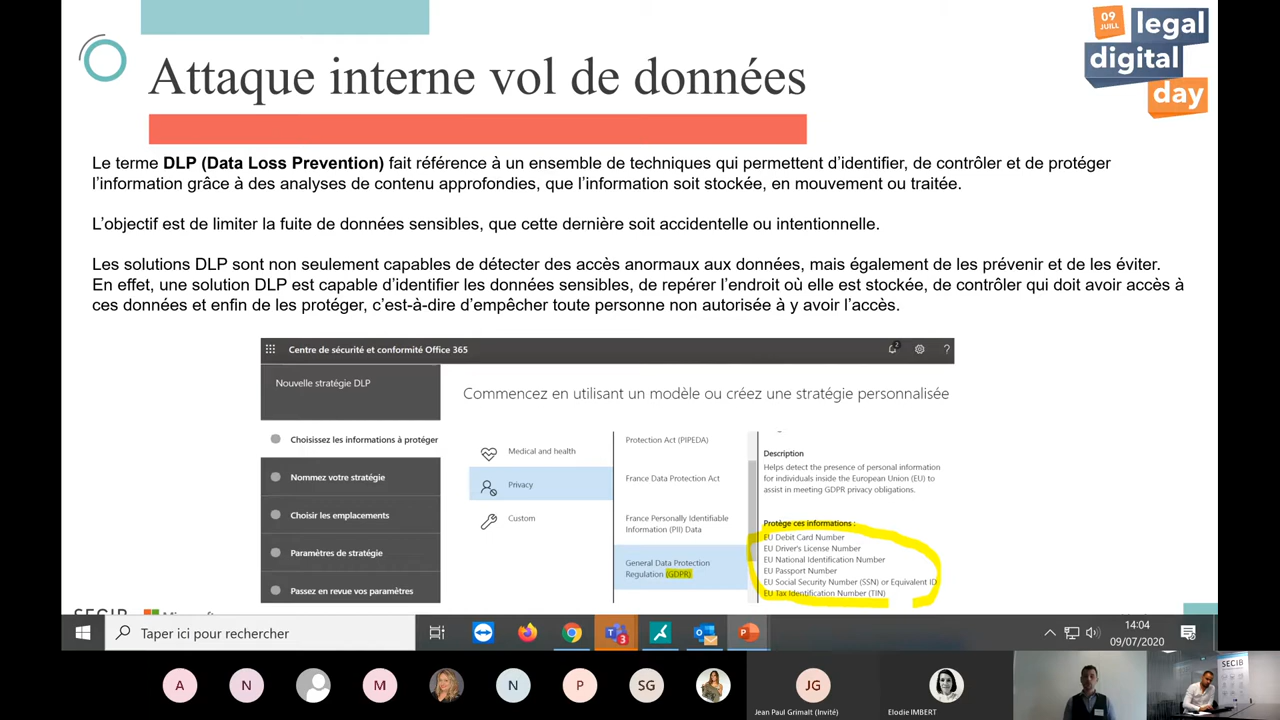 09
JUILL
legal
digital
day
Attaque interne vol de données
Le terme DLP (Data Loss Prevention) fait référence à un ensemble de techniques qui permettent d’identifier, de contrôler et de protéger
l’information grâce à des analyses de contenu approfondies, que l’information soit stockée, en mouvement ou traitée.
L’objectif est de limiter la fuite de données sensibles, que cette dernière soit accidentelle ou intentionnelle.
Les solutions DLP sont non seulement capables de détecter des accès anormaux aux données, mais également de les prévenir et de les éviter.
En effet, une solution DLP est capable d’identifier les données sensibles, de repérer l’endroit où elle est stockée, de contrôler qui doit avoir accès à
ces données et enfin de les protéger, c’est-à-dire d’empêcher toute personne non autorisée à y avoir l’accès.
Centre de sécurité et conformité Office 365
2
?
Nouvelle stratégie DLP
Choisissez les informations à protéger
Nommez votre stratégie
Choisir les emplacements
Paramètres de stratégie
Passez en revue vos paramètres
Commencez en utilisant un modèle ou créez une stratégie personnalisée
Medical and health
Privacy
Custom
Protection Act (PIPEDA)
France Data Protection Act
France Personally Identifiable
Information (PII) Data
General Data Protection
Regulation (GDPR)
Description
Helps detect the presence of personal information
for individuals inside the European Union (EU) to
assist in meeting GDPR privacy obligations.
Protège ces informations :
EU Debit Card Number
EU Driver's License Number
EU National Identification Number
EU Passport Number
EU Social Security Number (SSN) or Equivalent ID
EU Tax Identification Number (TIN)
SECIB
Microsoft
Taper ici pour rechercher
3
14:04
09/07/2020
A
N
M
N
P
SG
JG
Jean Paul Grimalt (Invité)
Elodie IMBERT
SECIB